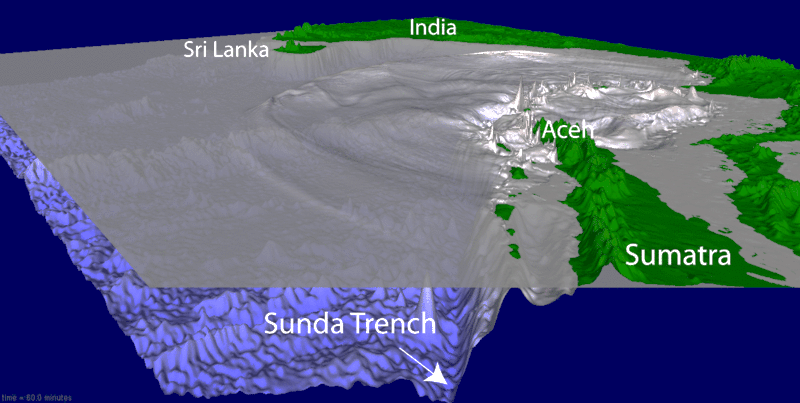 India
Sri Lanka
Aceh
Sumatra
Sunda Trench
time = 60.0 minutes